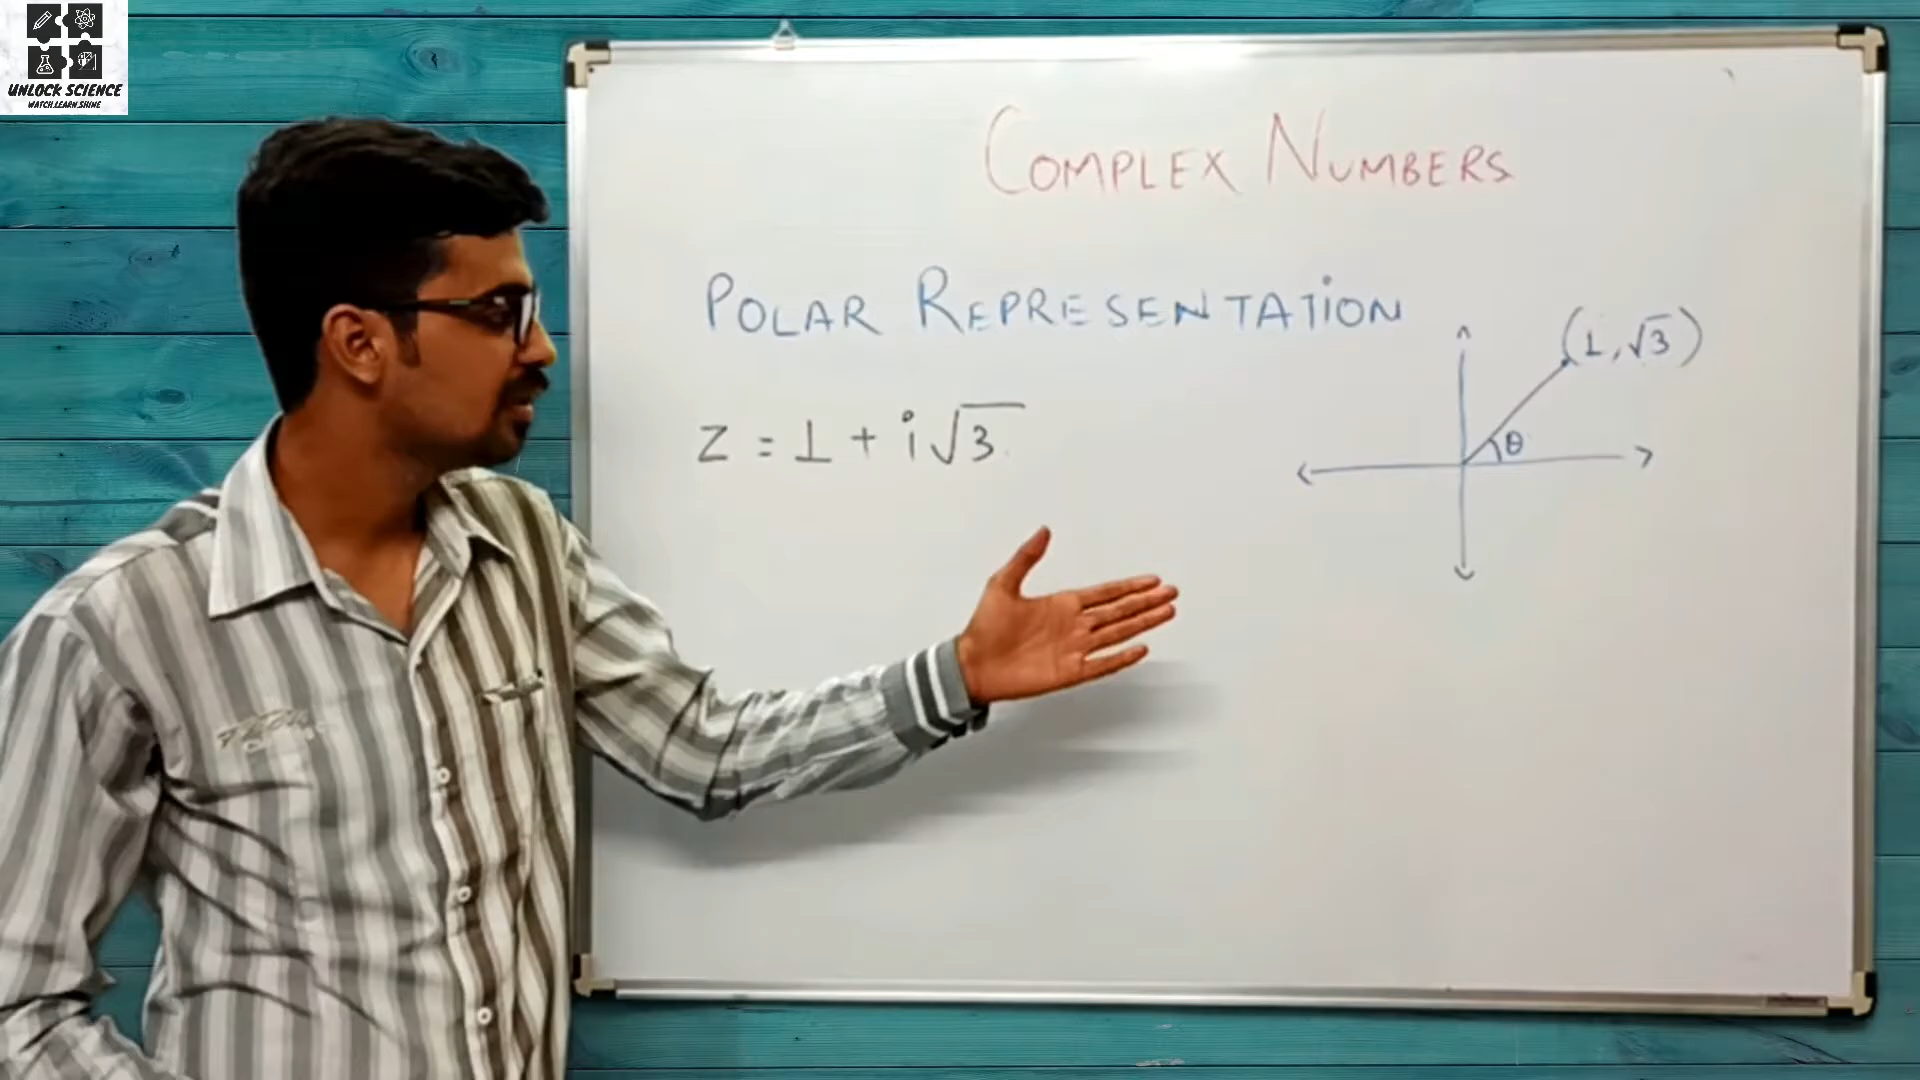 UNLOCK SCIENCE
WATCH.LEARN.SHINE
COMPLEX NUMBERS
POLAR REPRESENTATION
(1, √3)
z = 1 + i√3
θ